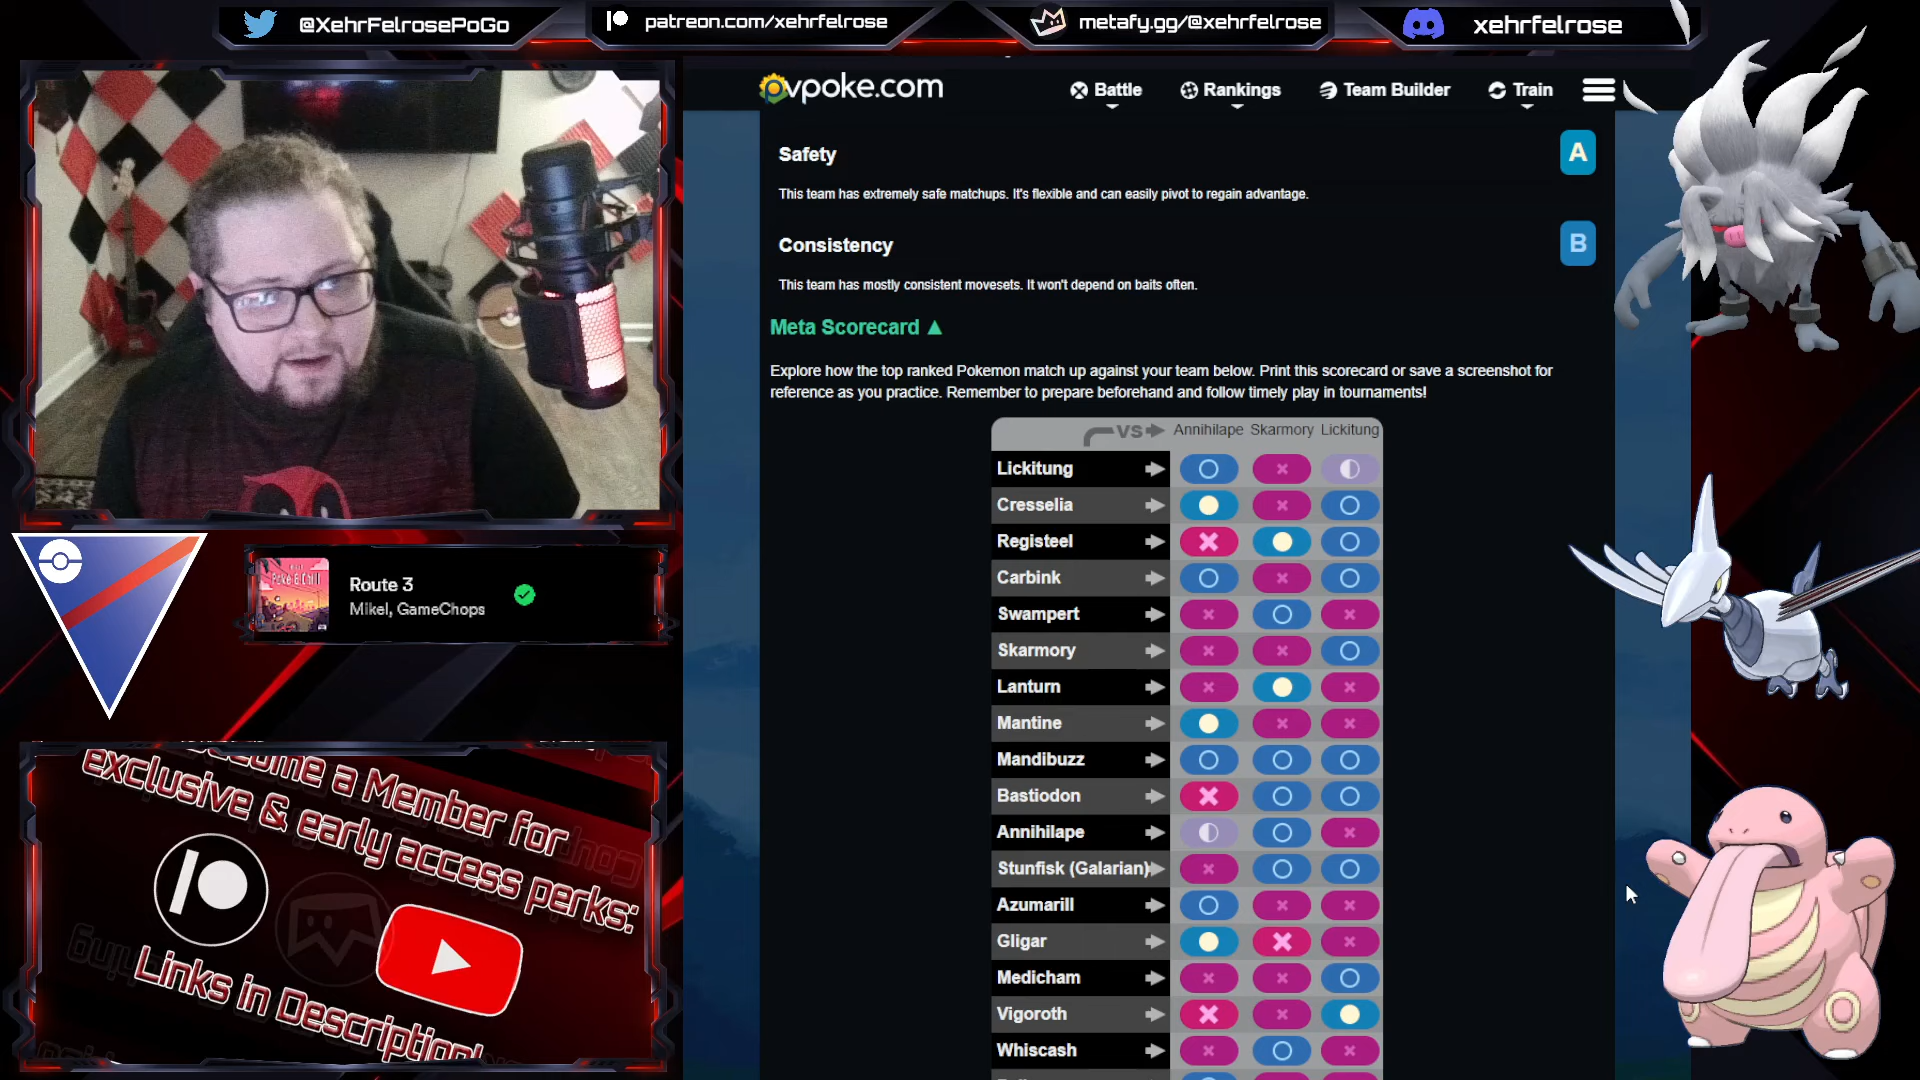 @XehrFelrosePoGo
patreon.com/xehrfelrose
metafy.gg/@xehrfelrose
xehrfelrose
vpoke.com
Battle
Rankings
Team Builder
Train
Safety
A
This team has extremely safe matchups. It's flexible and can easily pivot to regain advantage.
Consistency
B
This team has mostly consistent movesets. It won't depend on baits often.
Meta Scorecard ▲
Explore how the top ranked Pokemon match up against your team below. Print this scorecard or save a screenshot for
reference as you practice. Remember to prepare beforehand and follow timely play in tournaments!
VS Annihilape Skarmory Lickitung
Lickitung
Cresselia
Registeel
Carbink
Swampert
Skarmory
Lanturn
Mantine
Mandibuzz
Bastiodon
Annihilape
Stunfisk (Galarian)
Azumarill
Gligar
Medicham
Vigoroth
Whiscash
Poké & Chill
Route 3
Mikel, GameChops
a Member for
exclusive & early access perks:
Links in Description!